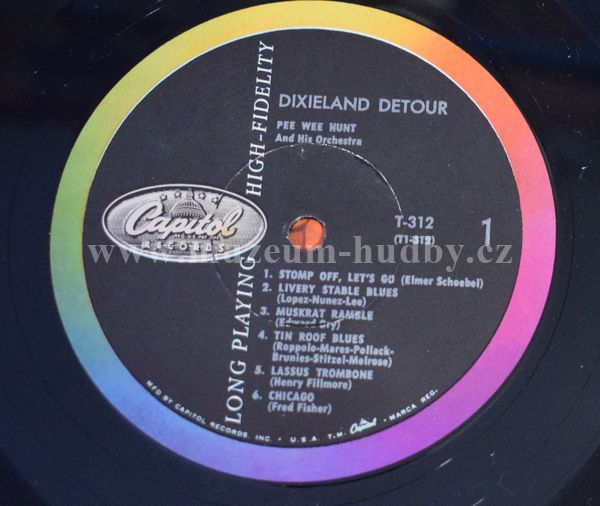 DIXIELAND DETOUR
PEE WEE HUNT
And His Orchestra
LONG PLAYING HIGH-FIDELITY
Capitol
RECORDS
T-312
(T1-312)
1
www.muzeum-hudby.cz
1. STOMP OFF, LET'S GO (Elmer Schoebel)
2. LIVERY STABLE BLUES
(Lopez-Nunez-Lee)
3. MUSKRAT RAMBLE
(Edward Ory)
4. TIN ROOF BLUES
(Roppolo-Mares-Pollack-
Brunies-Stitzel-Melrose)
5. LASSUS TROMBONE
(Henry Fillmore)
6. CHICAGO
(Fred Fisher)
MFD BY CAPITOL RECORDS, INC. • U.S.A. T.M. Capitol MARCA REG.